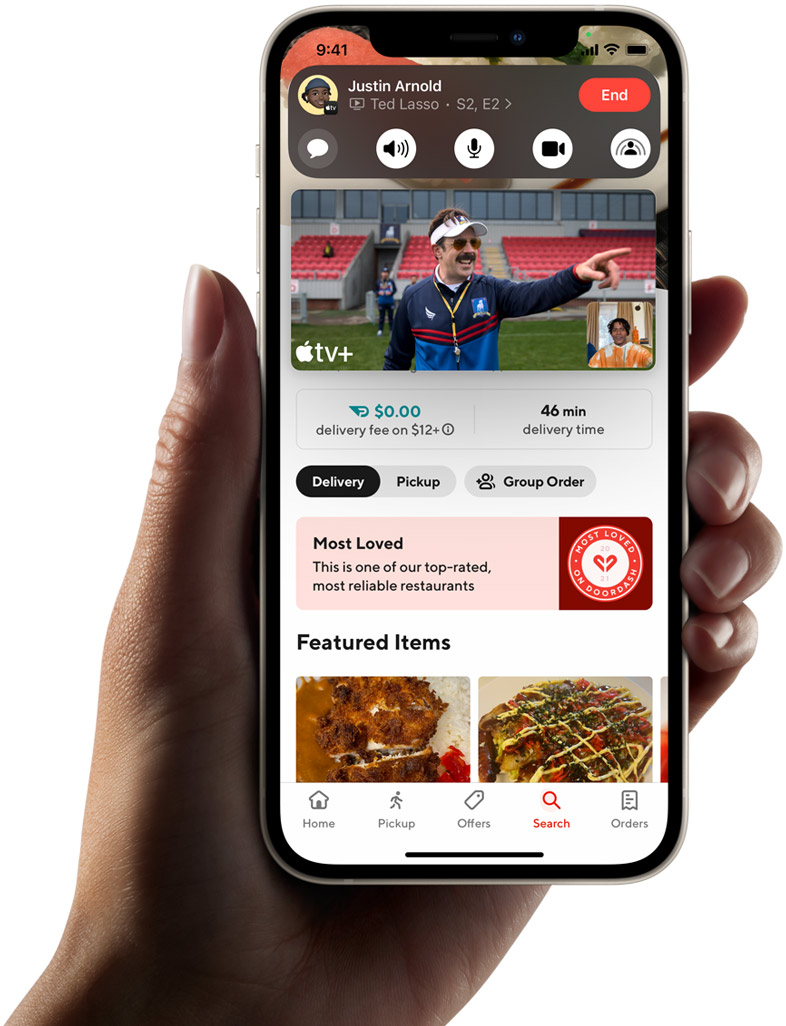 9:41
Justin Arnold
tv
Ted Lasso · S2, E2 >
End
tv+
$0.00
delivery fee on $12+
46 min
delivery time
Delivery
Pickup
Group Order
Most Loved
This is one of our top-rated,
most reliable restaurants
MOST LOVED
20
21
ON DOORDASH
Featured Items
Home
Pickup
Offers
Search
Orders